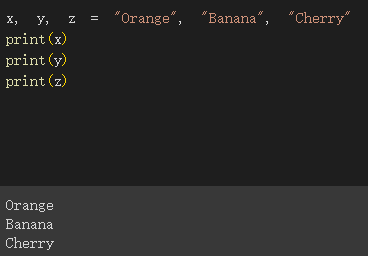 x, y, z = "Orange", "Banana", "Cherry"
print(x)
print(y)
print(z)
Orange
Banana
Cherry